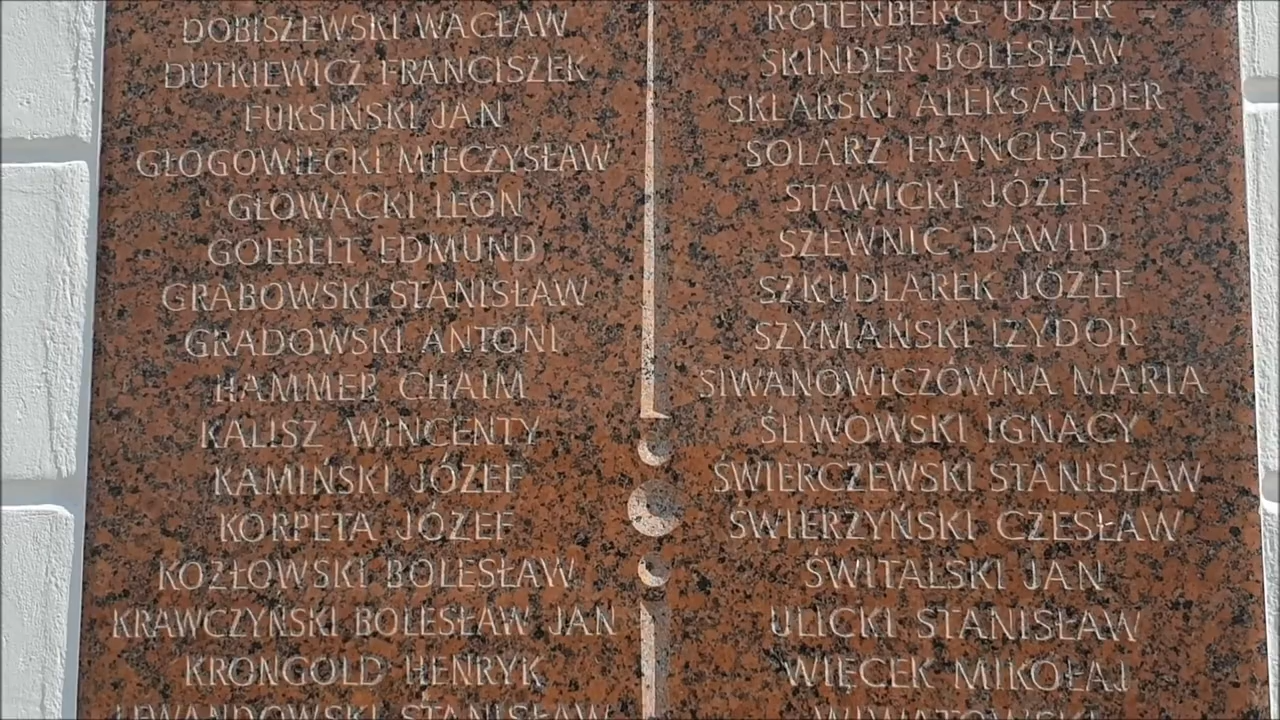 DOBISZEWSKI WACŁAW
DUTKIEWICZ FRANCISZEK
FUKSIŃSKI JAN
GŁOGOWIECKI MIECZYSŁAW
GŁOWACKI LEON
GOEBELT EDMUND
GRABOWSKI STANISŁAW
GRADOWSKI ANTONI
HAMMER CHAIM
KALISZ WINCENTY
KAMIŃSKI JÓZEF
KORPETA JÓZEF
KOZŁOWSKI BOLESŁAW
KRAWCZYŃSKI BOLESŁAW JAN
KRONGOLD HENRYK
LEWANDOWSKI STANISŁAW
ROTENBERG USZER
SKINDER BOLESŁAW
SKLARSKI ALEKSANDER
SOLARZ FRANCISZEK
STAWICKI JÓZEF
SZEWNIC DAWID
SZKUDLAREK JÓZEF
SZYMAŃSKI IZYDOR
SIWANOWICZÓWNA MARIA
ŚLIWOWSKI IGNACY
ŚWIERCZEWSKI STANISŁAW
ŚWIERZYŃSKI CZESŁAW
ŚWITALSKI JAN
ULICKI STANISŁAW
WIĘCEK MIKOŁAJ